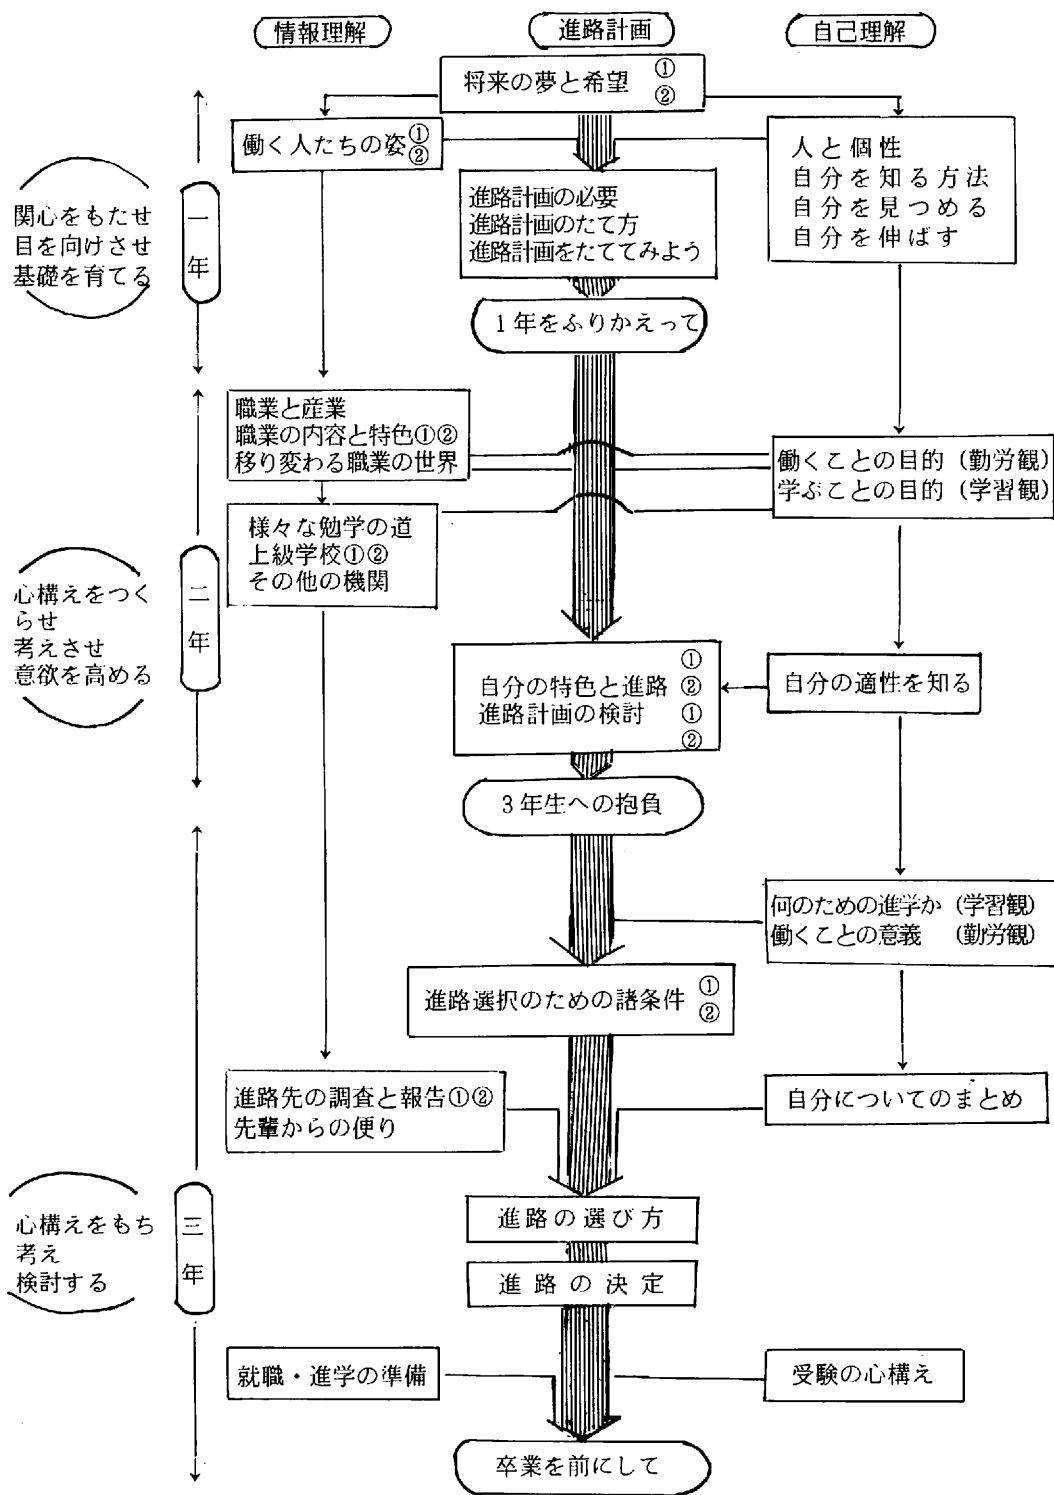 情報理解
進路計画
自己理解
将来の夢と希望 ①
②
働く人たちの姿①
②
人と個性
自分を知る方法
自分を見つめる
自分を伸ばす
進路計画の必要
進路計画のたて方
進路計画をたててみよう
関心をもたせ
目を向けさせ
基礎を育てる
一年
1年をふりかえって
職業と産業
職業の内容と特色①②
移り変わる職業の世界
働くことの目的(勤労観)
学ぶことの目的(学習観)
様々な勉学の道
上級学校①②
その他の機関
心構えをつく
らせ
考えさせ
意欲を高める
二年
自分の特色と進路 ①
②
進路計画の検討 ①
②
自分の適性を知る
3年生への抱負
何のための進学か(学習観)
働くことの意義 (勤労観)
進路選択のための諸条件 ①
②
進路先の調査と報告①②
先輩からの便り
自分についてのまとめ
心構えをもち
考え
検討する
三年
進路の選び方
進路の決定
就職・進学の準備
受験の心構え
卒業を前にして